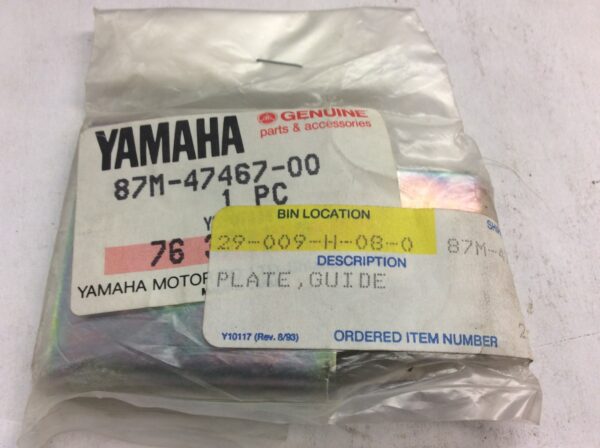 GENUINE
parts & accessories
YAMAHA
87M-47467-00
1 PC
76
YAMAHA MOTOR
BIN LOCATION
29-009-H-08-0
87M-4
DESCRIPTION
PLATE,GUIDE
Y10117 (Rev. 8/93)
ORDERED ITEM NUMBER